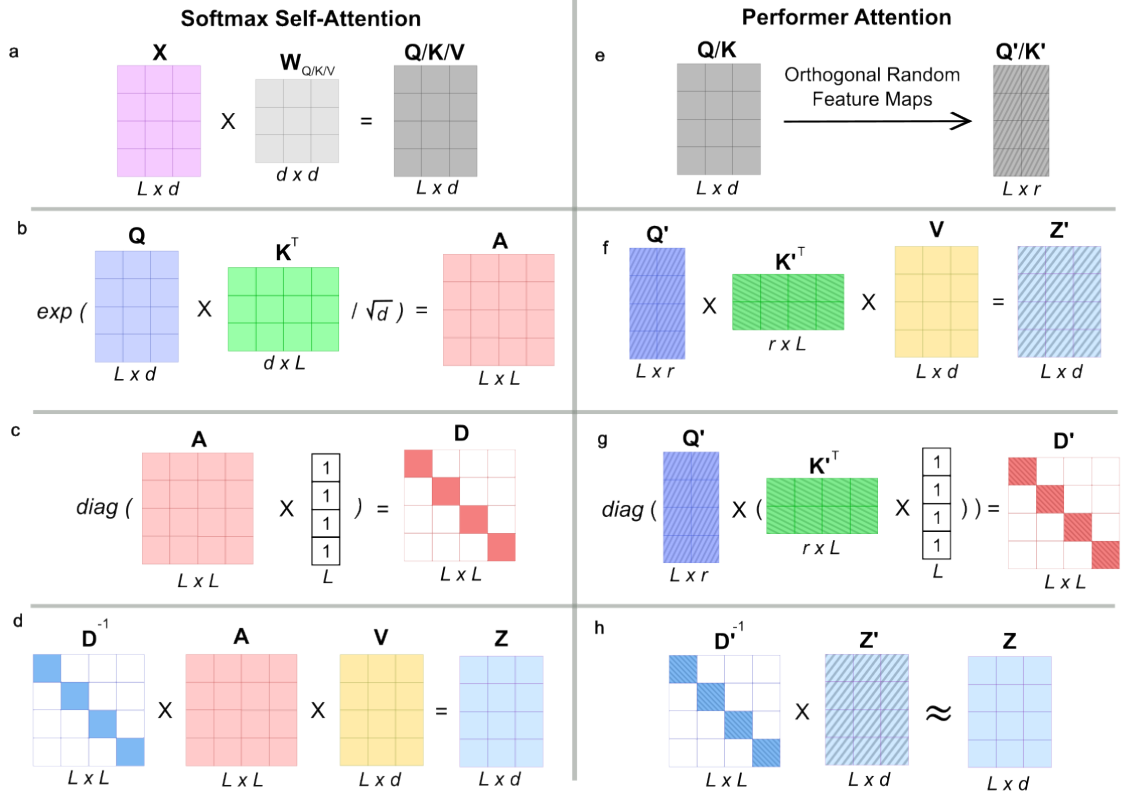 Softmax Self-Attention
Performer Attention
a
X
W Q/K/V
Q/K/V
X
=
L x d
d x d
L x d
e
Q/K
Orthogonal Random
Feature Maps
Q'/K'
L x d
L x r
b
Q
K^T
A
exp (
X
/ √d ) =
L x d
d x L
L x L
f
Q'
K'^T
V
Z'
X
X
=
L x r
r x L
L x d
L x d
c
A
D
diag (
X
1
1
1
1
) =
L x L
L
L x L
g
Q'
K'^T
D'
diag (
X (
X
1
1
1
1
) ) =
L x r
r x L
L
L x L
d
D^-1
A
V
Z
X
X
=
L x L
L x L
L x d
L x d
h
D'^-1
Z'
Z
X
≈
L x L
L x d
L x d